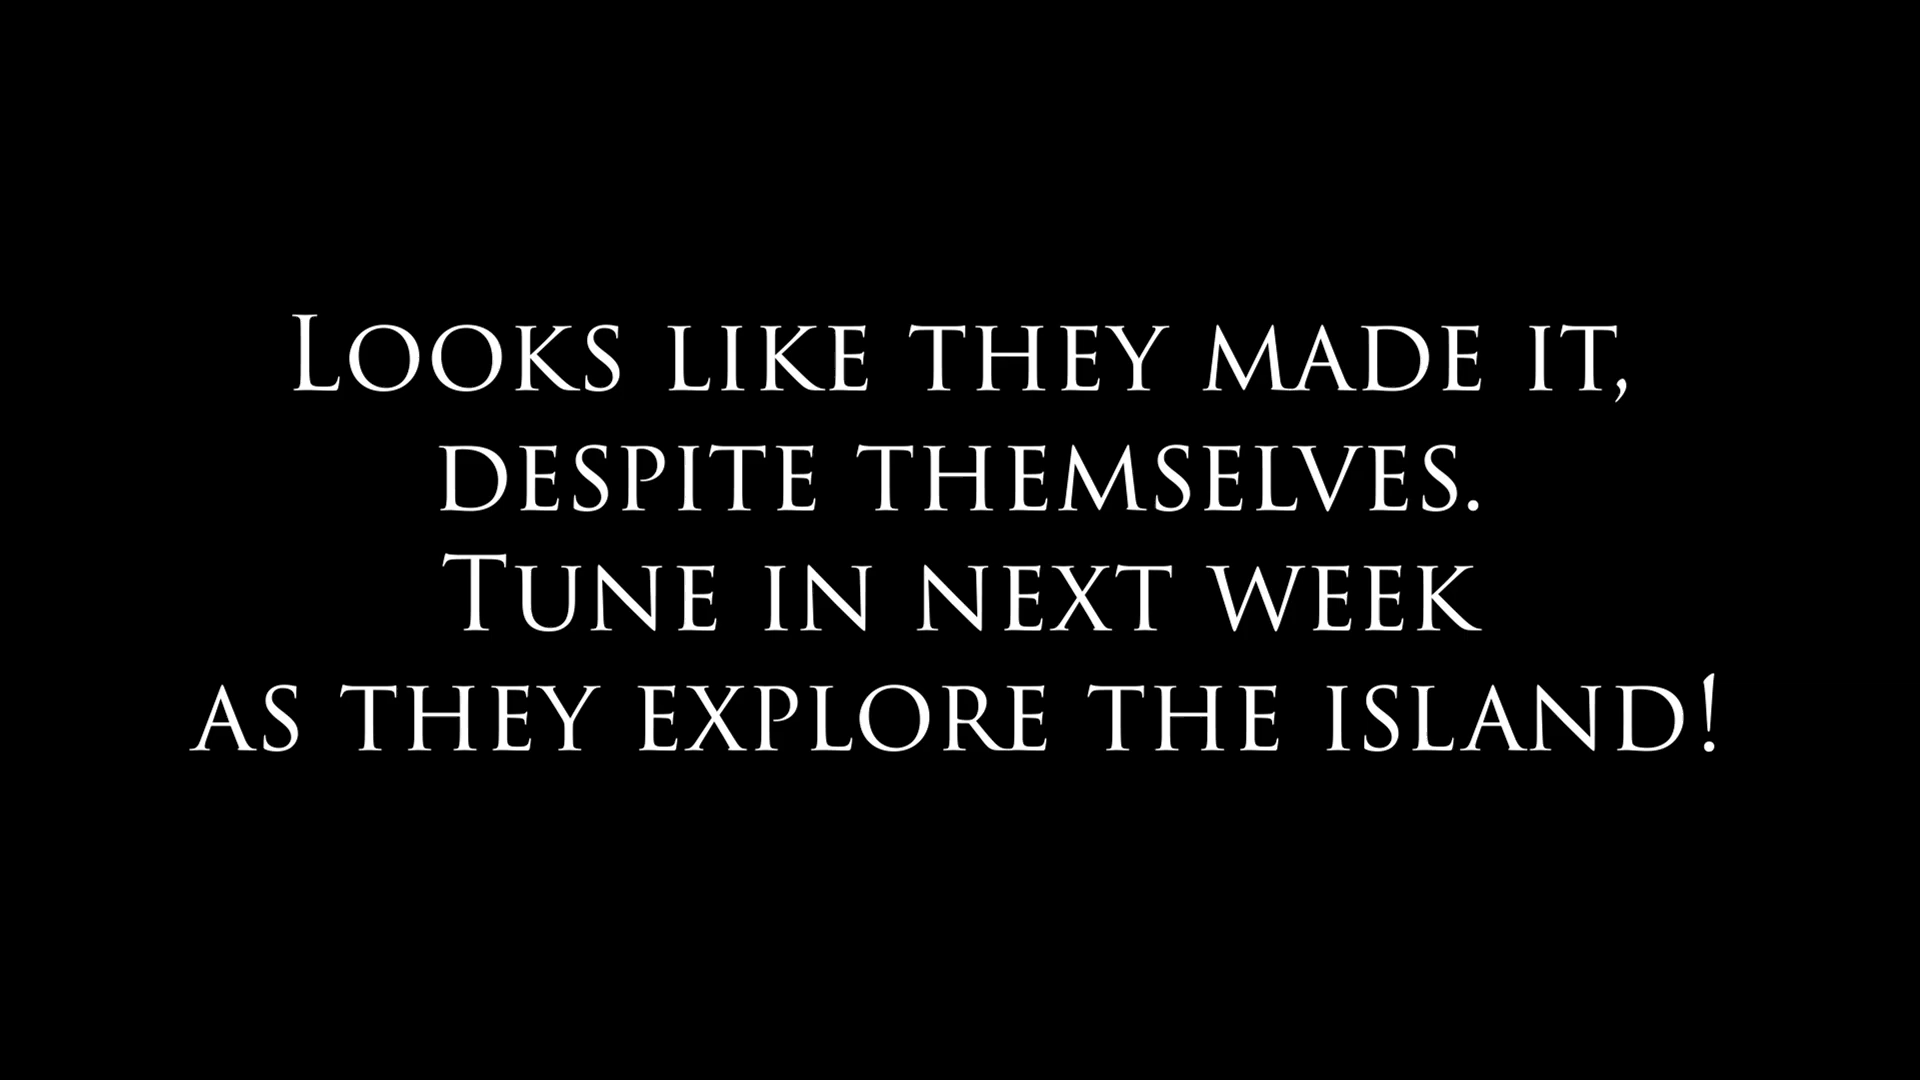 Looks like they made it,
despite themselves.
Tune in next week
as they explore the island!